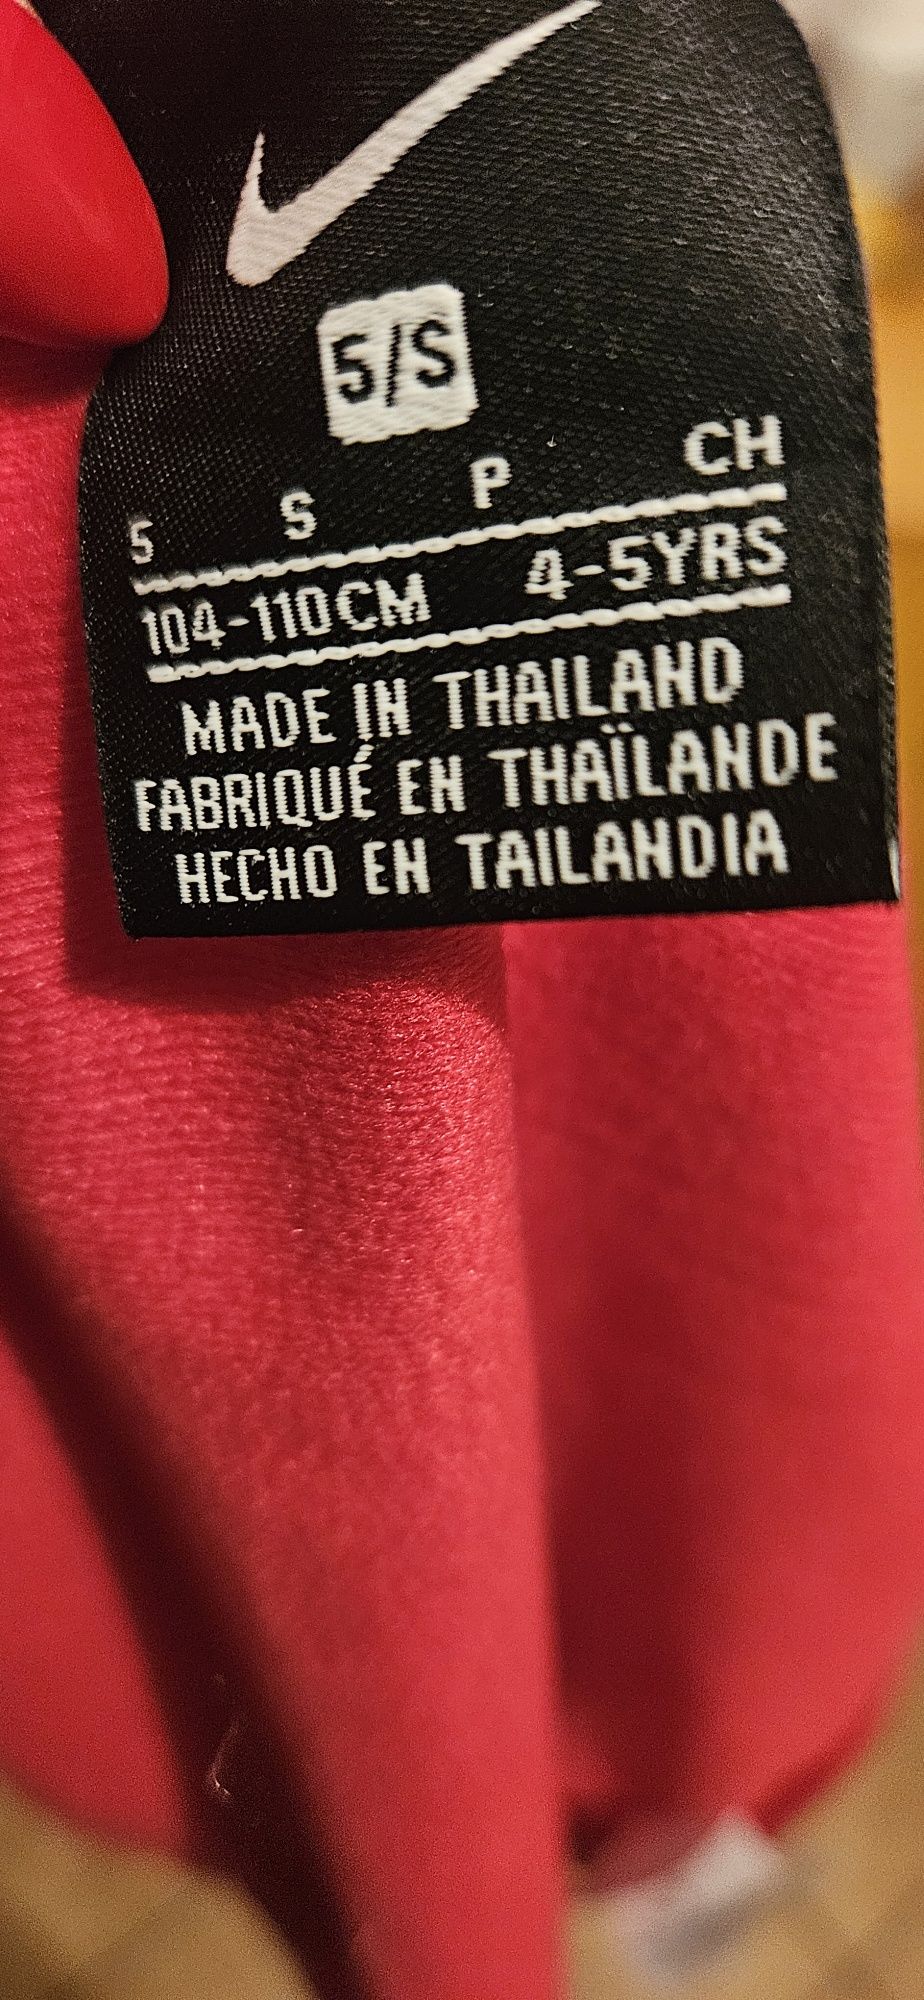 5/S
5 S P CH
104-110CM 4-5YRS
MADE IN THAILAND
FABRIQUÉ EN THAÏLANDE
HECHO EN TAILANDIA